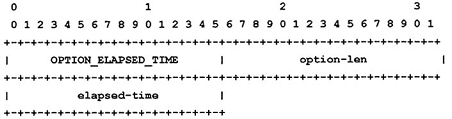 0                   1                   2                   3
0 1 2 3 4 5 6 7 8 9 0 1 2 3 4 5 6 7 8 9 0 1 2 3 4 5 6 7 8 9 0 1
+-+-+-+-+-+-+-+-+-+-+-+-+-+-+-+-+-+-+-+-+-+-+-+-+-+-+-+-+-+-+-+-+
|      OPTION_ELAPSED_TIME      |           option-len          |
+-+-+-+-+-+-+-+-+-+-+-+-+-+-+-+-+-+-+-+-+-+-+-+-+-+-+-+-+-+-+-+-+
|          elapsed-time         |
+-+-+-+-+-+-+-+-+-+-+-+-+-+-+-+-+